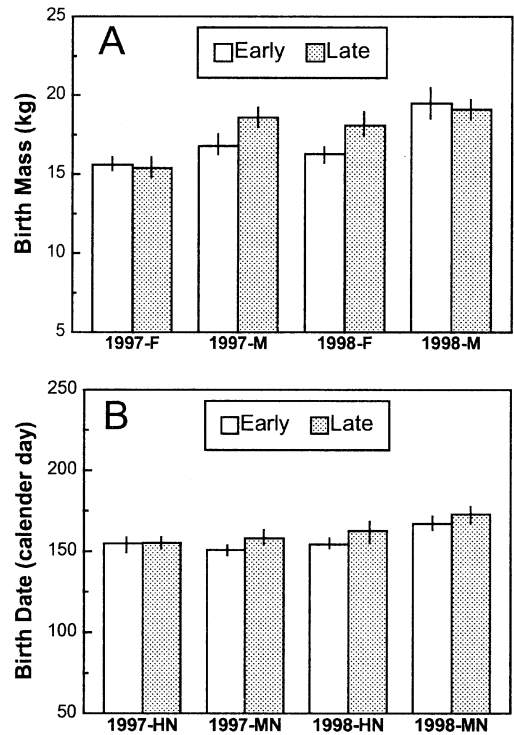 25
A
Early Late
20
15
10
5
Birth Mass (kg)
1997-F 1997-M 1998-F 1998-M
250
B
Early Late
200
150
100
50
Birth Date (calender day)
1997-HN 1997-MN 1998-HN 1998-MN